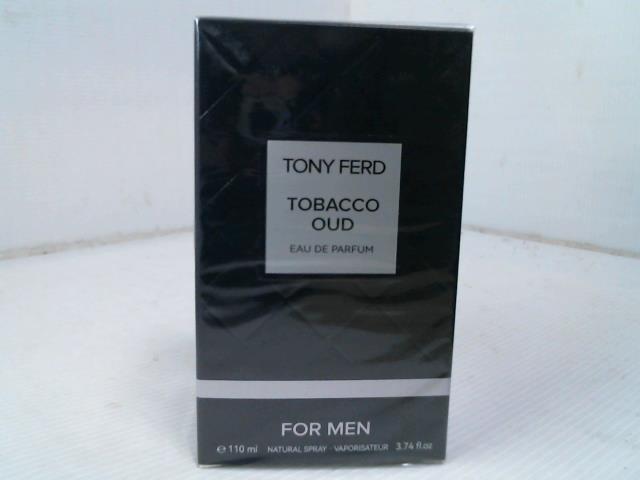 TONY FERD
TOBACCO
OUD
EAU DE PARFUM
FOR MEN
e 110 ml NATURAL SPRAY · VAPORISATEUR 3.74 fl.oz